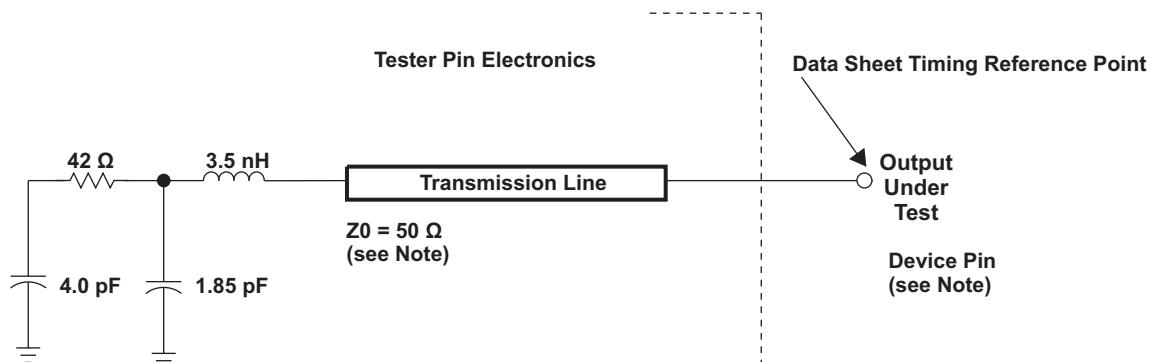 Tester Pin Electronics
Data Sheet Timing Reference Point
42 Ω
3.5 nH
Transmission Line
Output
Under
Test
Z0 = 50 Ω
(see Note)
4.0 pF
1.85 pF
Device Pin
(see Note)